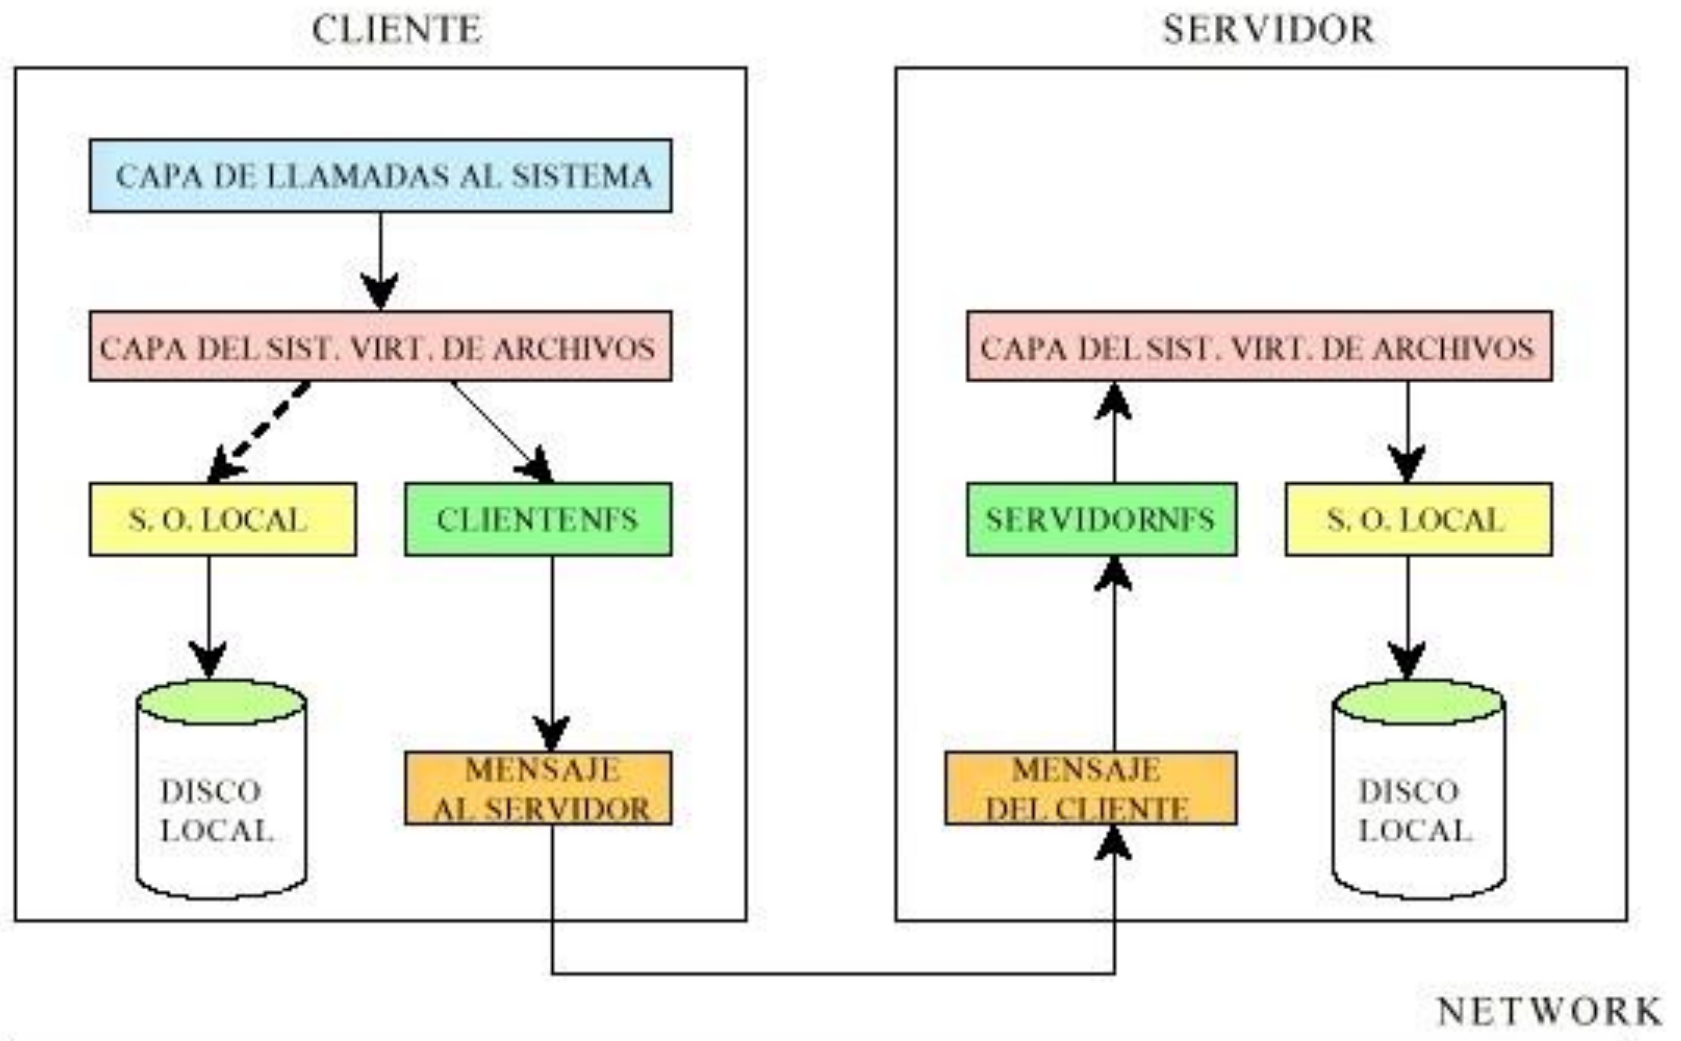 CLIENTE
SERVIDOR
CAPA DE LLAMADAS AL SISTEMA
CAPA DEL SIST. VIRT. DE ARCHIVOS
S. O. LOCAL
CLIENTENFS
DISCO
LOCAL
MENSAJE
AL SERVIDOR
CAPA DEL SIST. VIRT. DE ARCHIVOS
SERVIDORNFS
S. O. LOCAL
MENSAJE
DEL CLIENTE
DISCO
LOCAL
NETWORK